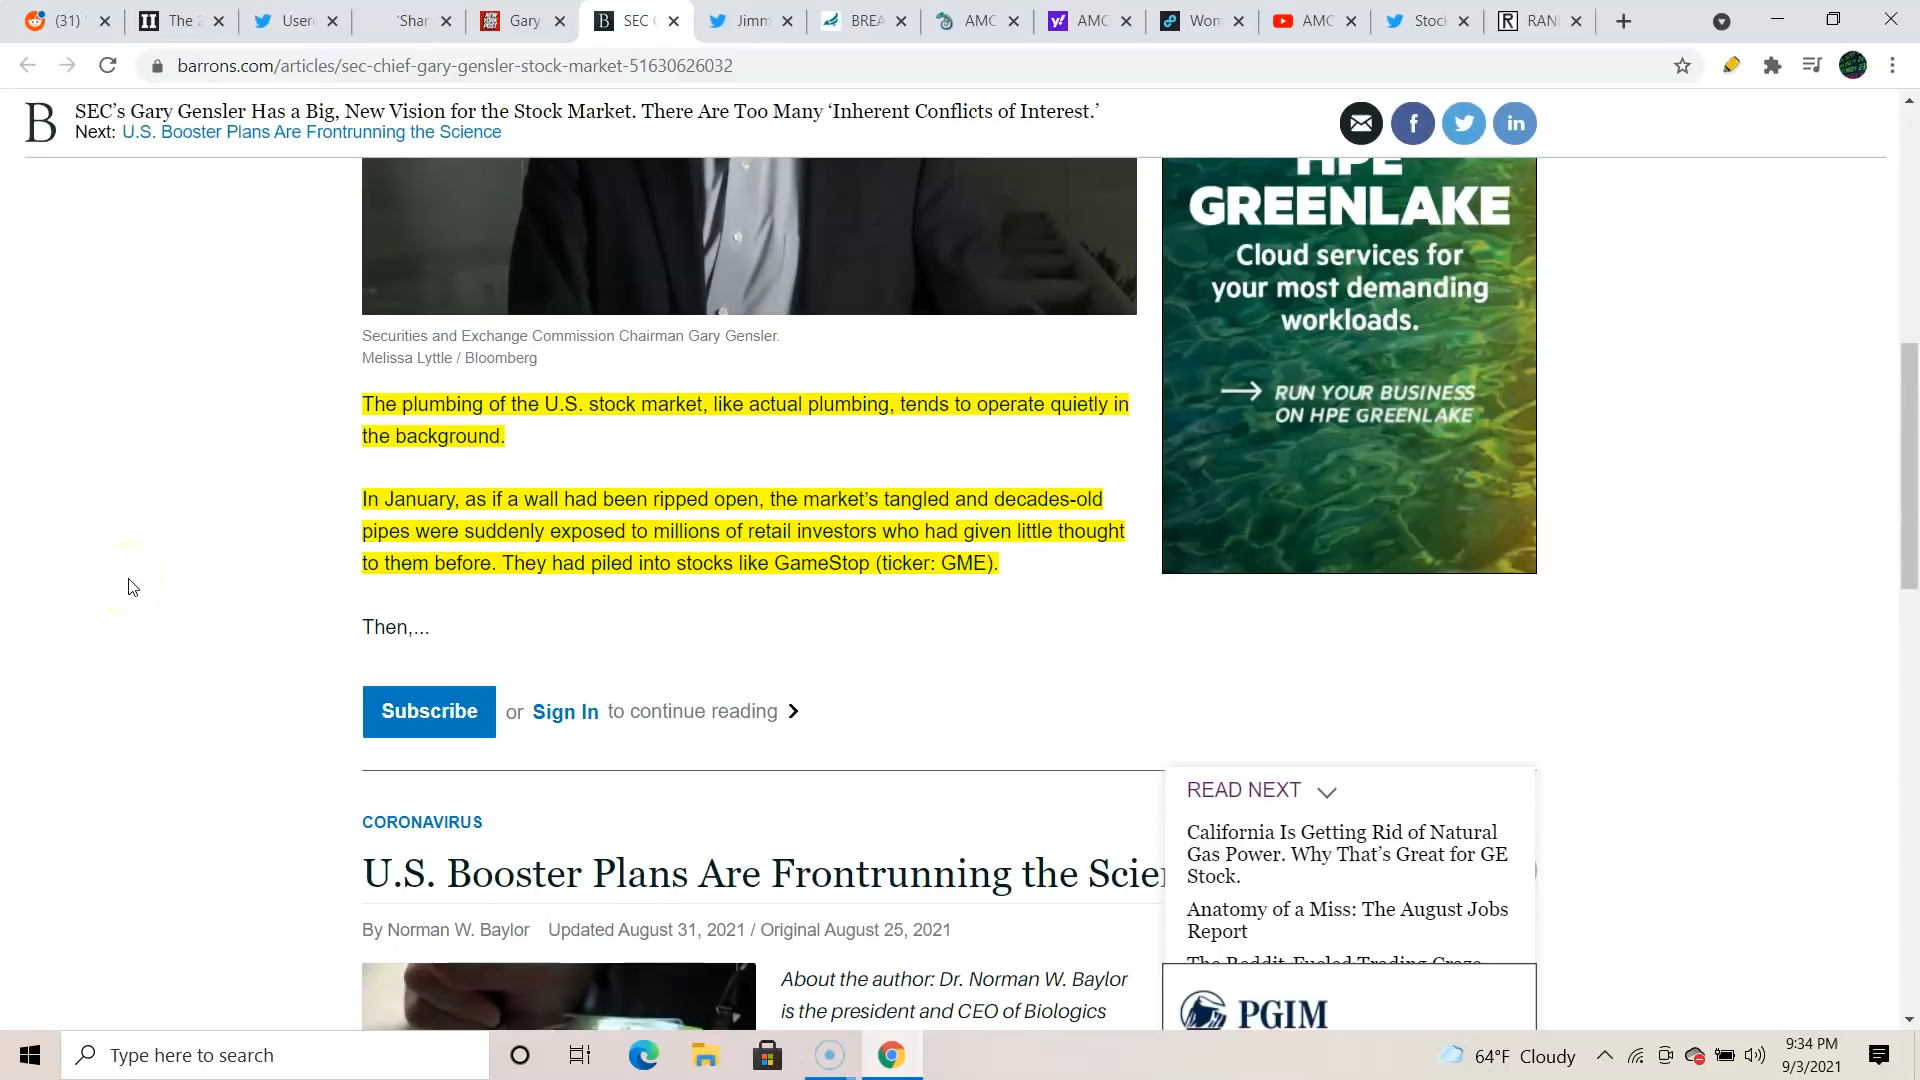 (31)
The 2
User
'Shar
Gary
SEC
Jimm
BREA
AMC
AMC
Wom
AMC
Stoc
RAN
barrons.com/articles/sec-chief-gary-gensler-stock-market-51630626032
B
SEC's Gary Gensler Has a Big, New Vision for the Stock Market. There Are Too Many 'Inherent Conflicts of Interest.'
Next: U.S. Booster Plans Are Frontrunning the Science
HPE
GREENLAKE
Cloud services for
your most demanding
workloads.
RUN YOUR BUSINESS
ON HPE GREENLAKE
Securities and Exchange Commission Chairman Gary Gensler.
Melissa Lyttle / Bloomberg
The plumbing of the U.S. stock market, like actual plumbing, tends to operate quietly in
the background.
In January, as if a wall had been ripped open, the market's tangled and decades-old
pipes were suddenly exposed to millions of retail investors who had given little thought
to them before. They had piled into stocks like GameStop (ticker: GME).
Then,...
Subscribe or Sign In to continue reading
READ NEXT
California Is Getting Rid of Natural
Gas Power. Why That's Great for GE
Stock.
Anatomy of a Miss: The August Jobs
Report
The Reddit-Fueled Trading Craze
CORONAVIRUS
U.S. Booster Plans Are Frontrunning the Scie
By Norman W. Baylor Updated August 31, 2021 / Original August 25, 2021
About the author: Dr. Norman W. Baylor
is the president and CEO of Biologics
PGIM
Type here to search
64°F Cloudy
9:34 PM
9/3/2021